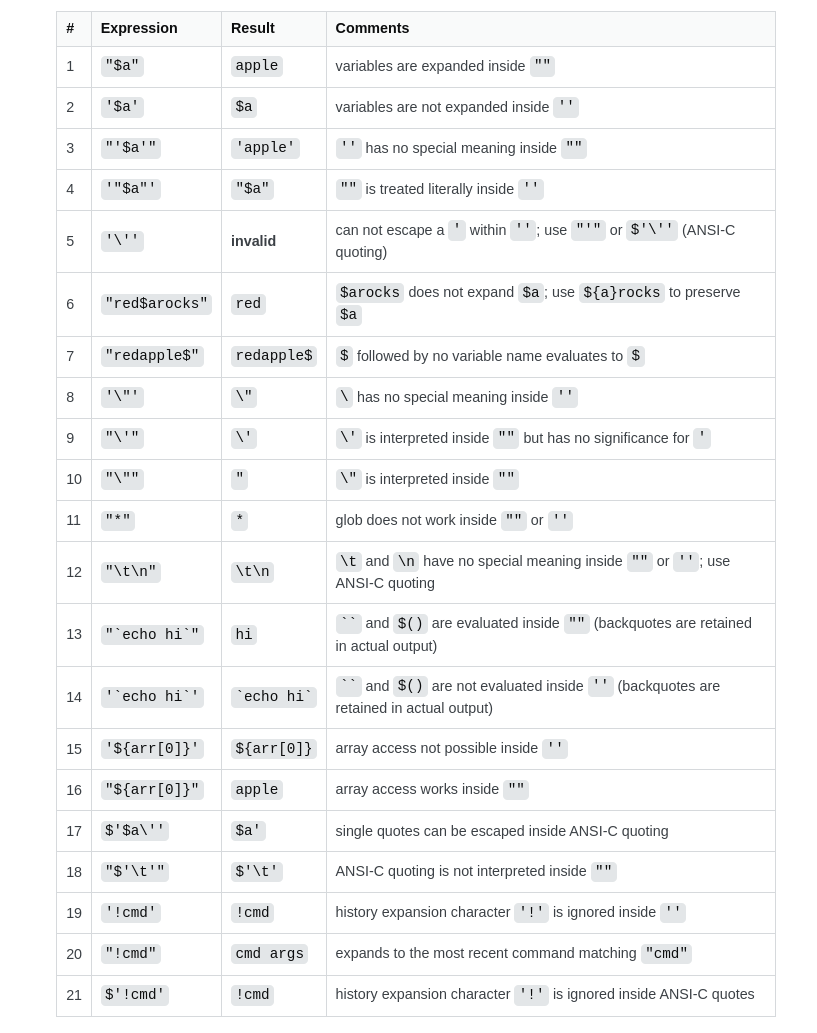 # Expression Result Comments
1 "$a" apple variables are expanded inside ""
2 '$a' $a variables are not expanded inside ''
3 "'$a'" 'apple' '' has no special meaning inside ""
4 '"$a"' "$a" "" is treated literally inside ''
5 '\'' invalid can not escape a ' within ''; use "'" or $'\'' (ANSI-C
quoting)
6 "red$arocks" red $arocks does not expand $a; use ${a}rocks to preserve
$a
7 "redapple$" redapple$ $ followed by no variable name evaluates to $
8 '\"' \" \ has no special meaning inside ''
9 "\'" \' \' is interpreted inside "" but has no significance for '
10 "\"" " \" is interpreted inside ""
11 "*" * glob does not work inside "" or ''
12 "\t\n" \t\n \t and \n have no special meaning inside "" or ''; use
ANSI-C quoting
13 "`echo hi`" hi `` and $() are evaluated inside "" (backquotes are retained
in actual output)
14 '`echo hi`' `echo hi` `` and $() are not evaluated inside '' (backquotes are
retained in actual output)
15 '${arr[0]}' ${arr[0]} array access not possible inside ''
16 "${arr[0]}" apple array access works inside ""
17 $'$a\'' $a' single quotes can be escaped inside ANSI-C quoting
18 "$'\t'" $'\t' ANSI-C quoting is not interpreted inside ""
19 '!cmd' !cmd history expansion character '!' is ignored inside ''
20 "!cmd" cmd args expands to the most recent command matching "cmd"
21 $'!cmd' !cmd history expansion character '!' is ignored inside ANSI-C quotes